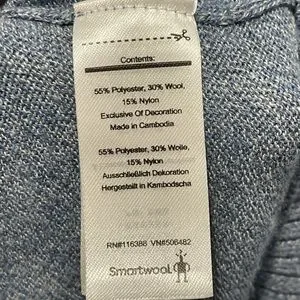 Contents:
55% Polyester, 30% Wool,
15% Nylon
Exclusive Of Decoration
Made in Cambodia
55% Polyester, 30% Wolle,
15% Nylon
Ausschließlich Dekoration
Hergestellt in Kambodscha
RN#116388 VN#506482
Smartwool